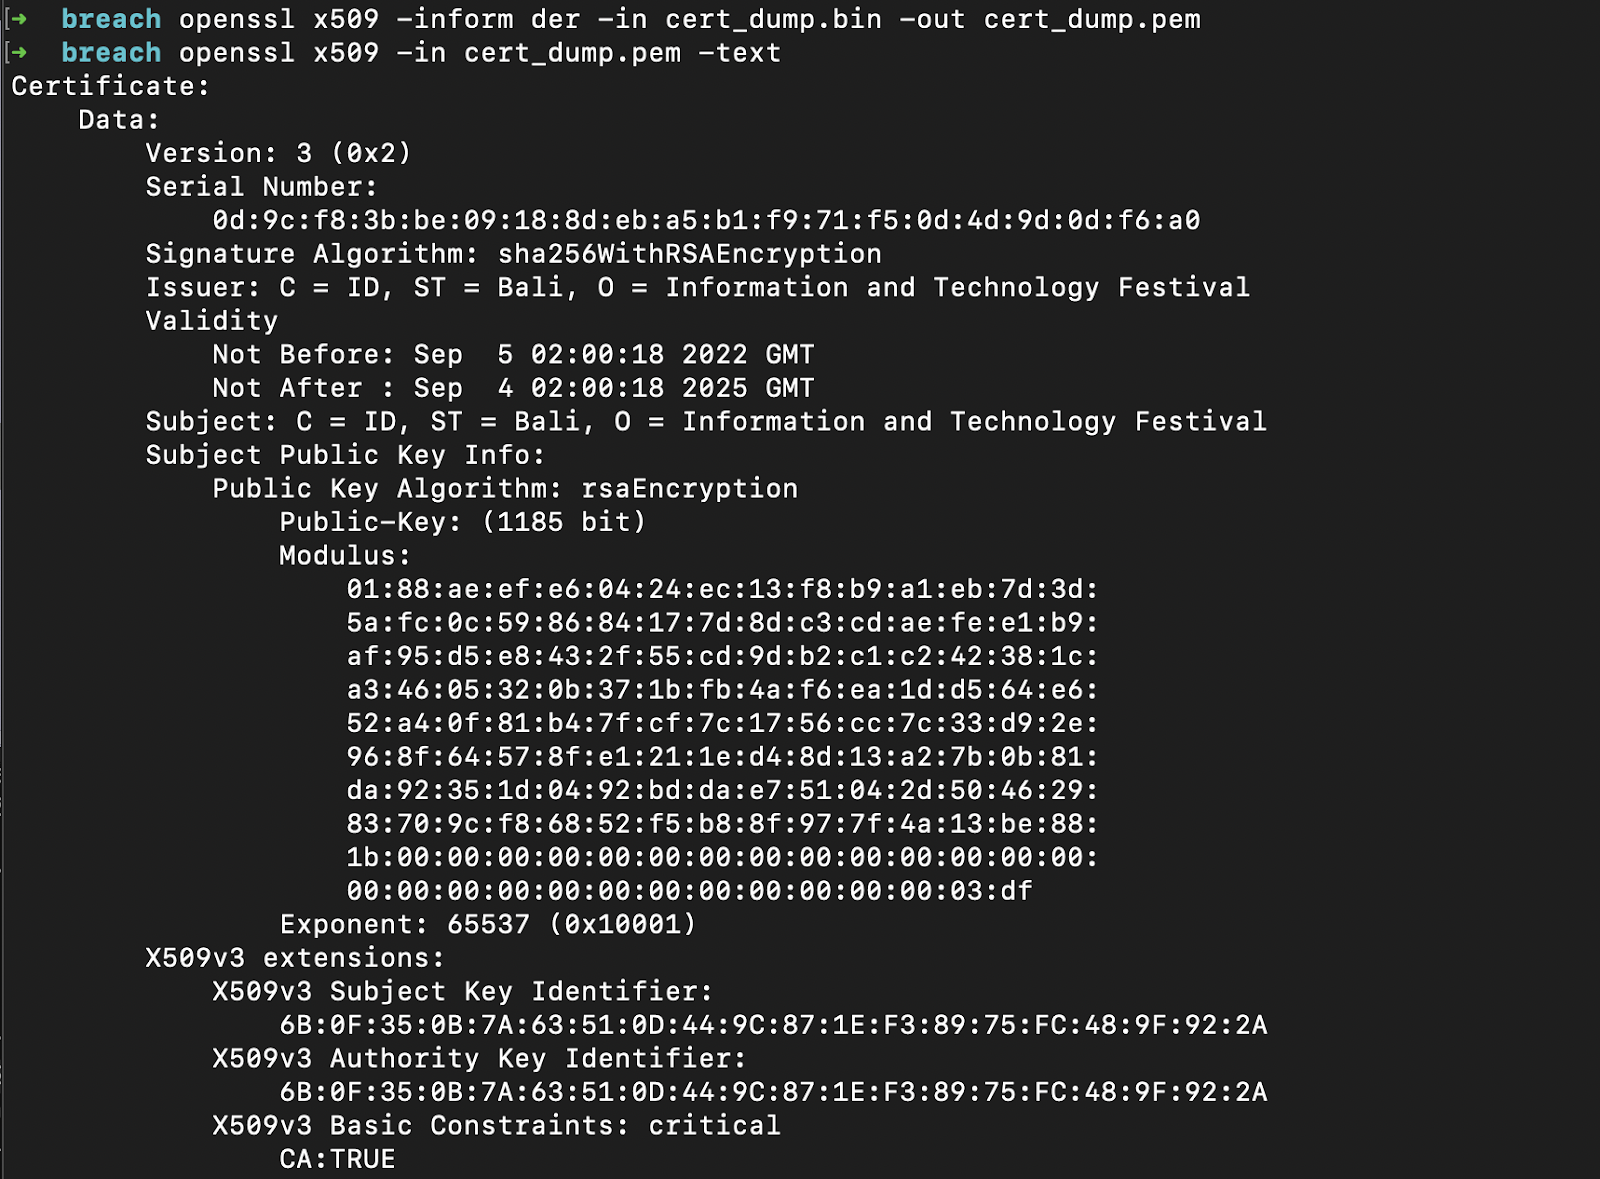 [→ breach openssl x509 -inform der -in cert_dump.bin -out cert_dump.pem
[→ breach openssl x509 -in cert_dump.pem -text
Certificate:
    Data:
        Version: 3 (0x2)
        Serial Number:
            0d:9c:f8:3b:be:09:18:8d:eb:a5:b1:f9:71:f5:0d:4d:9d:0d:f6:a0
        Signature Algorithm: sha256WithRSAEncryption
        Issuer: C = ID, ST = Bali, O = Information and Technology Festival
        Validity
            Not Before: Sep  5 02:00:18 2022 GMT
            Not After : Sep  4 02:00:18 2025 GMT
        Subject: C = ID, ST = Bali, O = Information and Technology Festival
        Subject Public Key Info:
            Public Key Algorithm: rsaEncryption
                Public-Key: (1185 bit)
                Modulus:
                    01:88:ae:ef:e6:04:24:ec:13:f8:b9:a1:eb:7d:3d:
                    5a:fc:0c:59:86:84:17:7d:8d:c3:cd:ae:fe:e1:b9:
                    af:95:d5:e8:43:2f:55:cd:9d:b2:c1:c2:42:38:1c:
                    a3:46:05:32:0b:37:1b:fb:4a:f6:ea:1d:d5:64:e6:
                    52:a4:0f:81:b4:7f:cf:7c:17:56:cc:7c:33:d9:2e:
                    96:8f:64:57:8f:e1:21:1e:d4:8d:13:a2:7b:0b:81:
                    da:92:35:1d:04:92:bd:da:e7:51:04:2d:50:46:29:
                    83:70:9c:f8:68:52:f5:b8:8f:97:7f:4a:13:be:88:
                    1b:00:00:00:00:00:00:00:00:00:00:00:00:00:00:
                    00:00:00:00:00:00:00:00:00:00:00:00:03:df
                Exponent: 65537 (0x10001)
        X509v3 extensions:
            X509v3 Subject Key Identifier:
                6B:0F:35:0B:7A:63:51:0D:44:9C:87:1E:F3:89:75:FC:48:9F:92:2A
            X509v3 Authority Key Identifier:
                6B:0F:35:0B:7A:63:51:0D:44:9C:87:1E:F3:89:75:FC:48:9F:92:2A
            X509v3 Basic Constraints: critical
                CA:TRUE